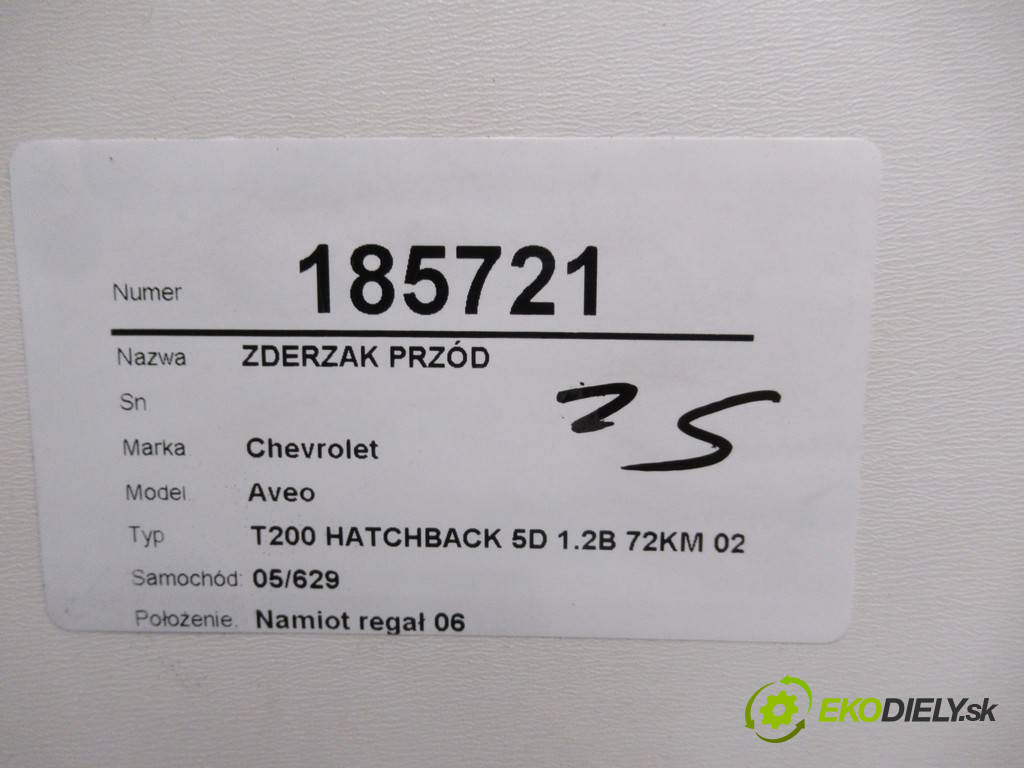 Numer 185721
Nazwa ZDERZAK PRZÓD
Sn
25
Marka Chevrolet
Model Aveo
Typ T200 HATCHBACK 5D 1.2B 72KM 02
Samochód: 05/629
Położenie. Namiot regał 06
EKODIELY.sk